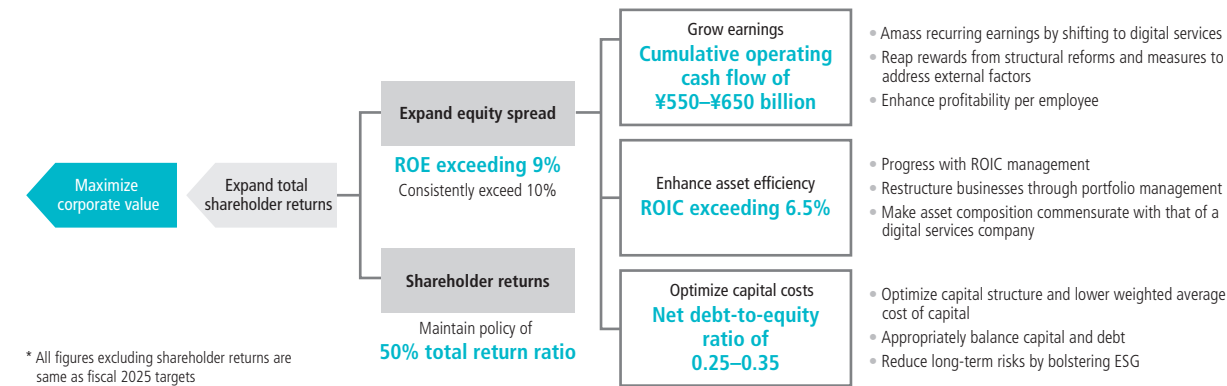 Maximize
corporate value
Expand total
shareholder returns
Expand equity spread
ROE exceeding 9%
Consistently exceed 10%
Shareholder returns
Maintain policy of
50% total return ratio
Grow earnings
Cumulative operating
cash flow of
¥550–¥650 billion
• Amass recurring earnings by shifting to digital services
• Reap rewards from structural reforms and measures to
address external factors
• Enhance profitability per employee
Enhance asset efficiency
ROIC exceeding 6.5%
• Progress with ROIC management
• Restructure businesses through portfolio management
• Make asset composition commensurate with that of a
digital services company
Optimize capital costs
Net debt-to-equity
ratio of
0.25–0.35
• Optimize capital structure and lower weighted average
cost of capital
• Appropriately balance capital and debt
• Reduce long-term risks by bolstering ESG
* All figures excluding shareholder returns are
same as fiscal 2025 targets